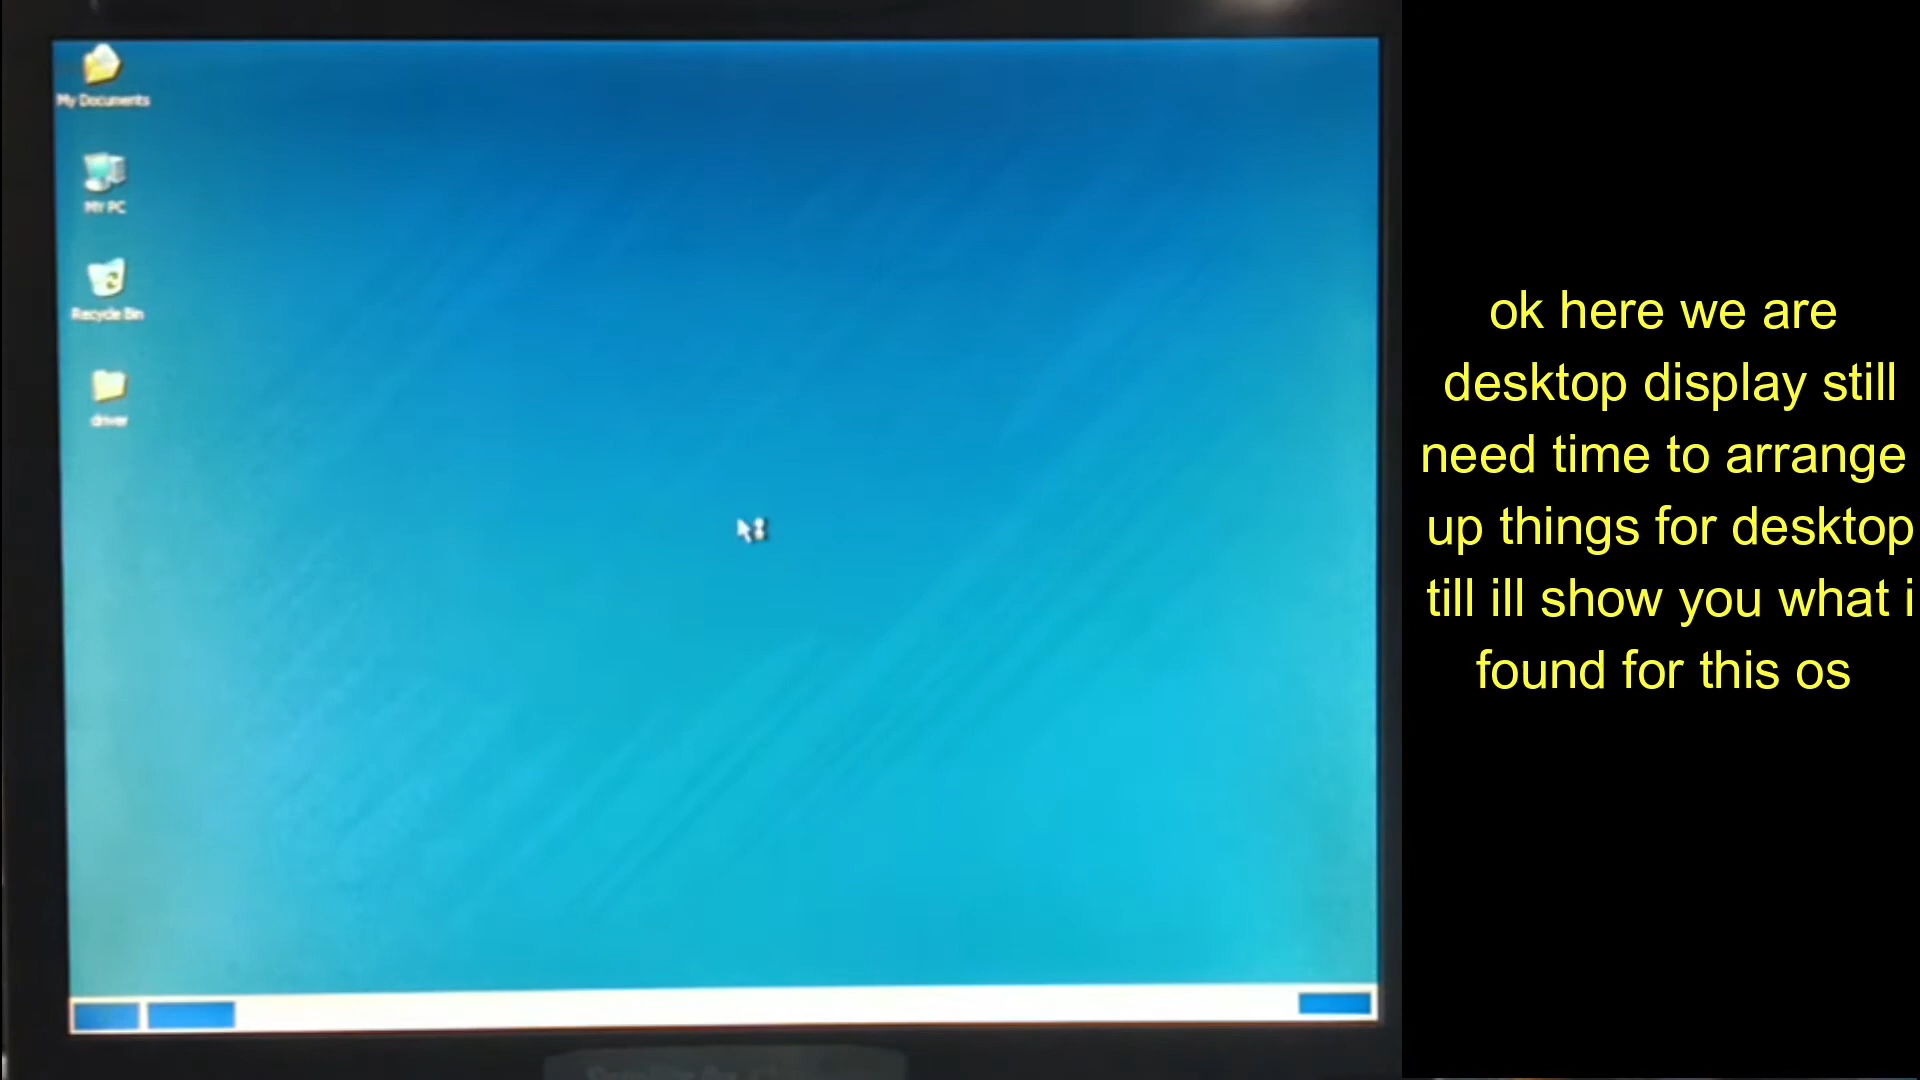 My Documents
MY PC
Recycle Bin
driver
ok here we are
desktop display still
need time to arrange
up things for desktop
till ill show you what i
found for this os